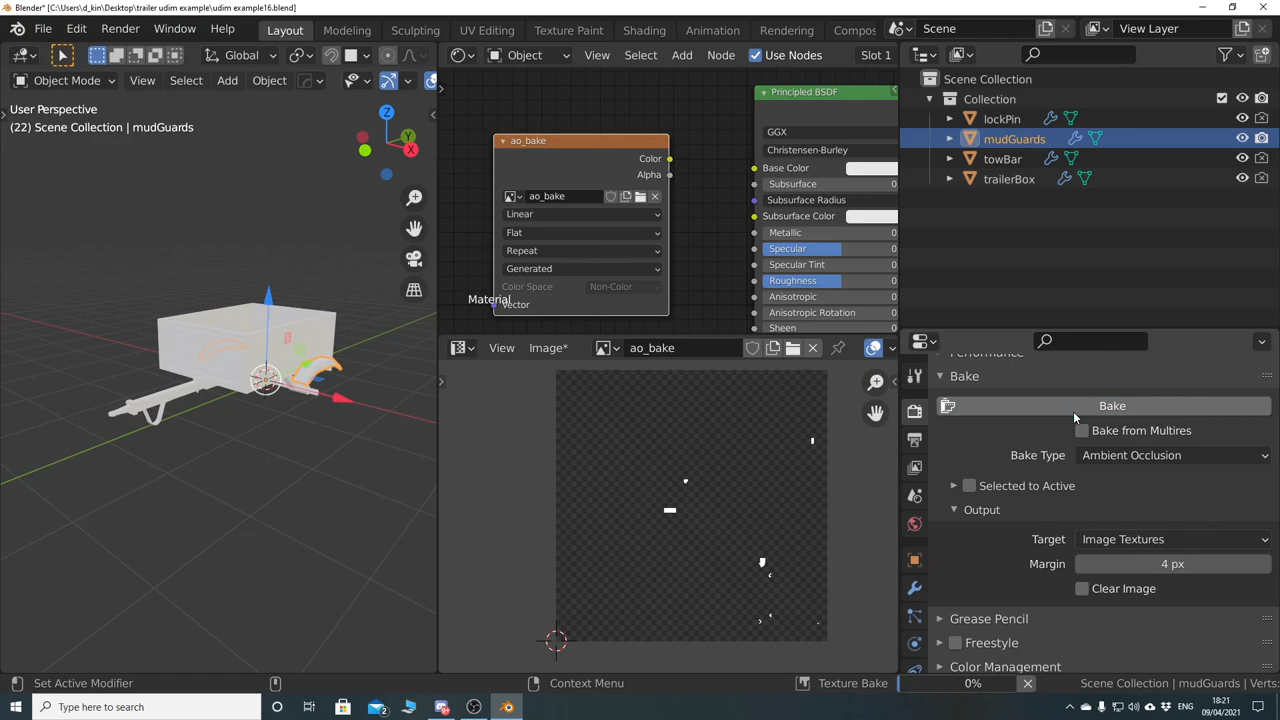 Blender* [C:\Users\d_kin\Desktop\trailer udim example\udim example16.blend]
File Edit Render Window Help Layout Modeling Sculpting UV Editing Texture Paint Shading Animation Rendering Compos Scene View Layer
Global Object View Select Add Node Use Nodes Slot 1
Object Mode View Select Add Object
User Perspective
(22) Scene Collection | mudGuards
Z
Y
X
ao_bake
Color
Alpha
ao_bake
Linear
Flat
Repeat
Generated
Color Space Non-Color
Vector
Material
Principled BSDF
GGX
Christensen-Burley
Base Color
Subsurface 0
Subsurface Radius
Subsurface Color
Metallic 0
Specular 0
Specular Tint 0
Roughness 0
Anisotropic 0
Anisotropic Rotation 0
Sheen 0
View Image* ao_bake
Scene Collection
Collection
lockPin
mudGuards
towBar
trailerBox
Bake
Bake
Bake from Multires
Bake Type Ambient Occlusion
Selected to Active
Output
Target Image Textures
Margin 4 px
Clear Image
Grease Pencil
Freestyle
Color Management
Set Active Modifier Context Menu Texture Bake 0% Scene Collection | mudGuards | Verts:
Type here to search
18:21
09/04/2021